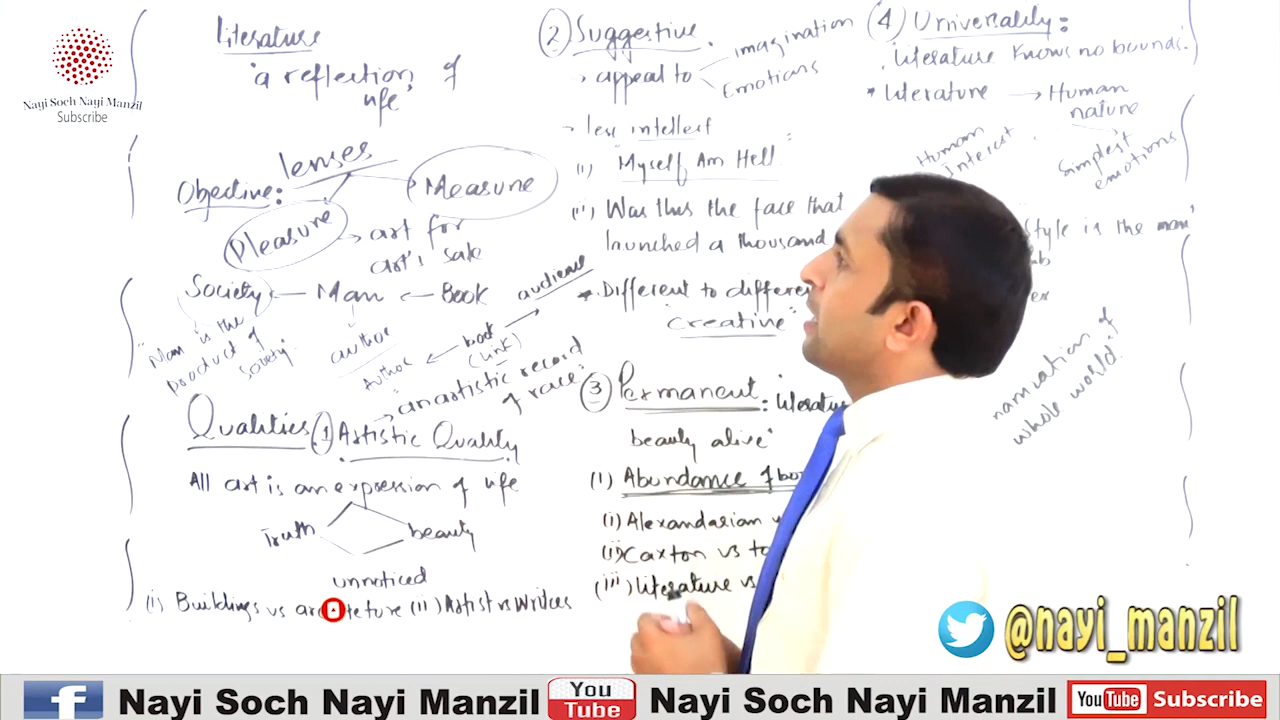 Nayi Soch Nayi Manzil
Subscribe
Literature
"a reflection of
life"
lenses
Objective:
Pleasure
Measure
→ art for
art's sake
Society ← Man ← Book
"Man is the
product of
Society"
author
Author ← book → audience
(Link)
Qualities (1) Artistic Quality
→ an artistic record
of race.
All art is an expression of life
Truth
beauty
unnoticed
(i) Buildings vs
teture (ii) Artist vs Writers
(2) Suggestive.
→ appeal to
imagination
Emotions
→ less intellect
(i) "Myself Am Hell"
(ii) Was this the face that
launched a thousand
* Different to
"creative"
(3) Permanent: literature
beauty alive"
(1) Abundance of
(i) Alexandarian
(ii) Caxton vs
(iii) literature vs
(4) Universality:
Literature knows no bounds.
* Literature → Human
nature
Human
interest
Simplest
emotions
Style is the man"
narration of
whole world".
@nayi_manzil
f Nayi Soch Nayi Manzil You Tube Nayi Soch Nayi Manzil YouTube Subscribe